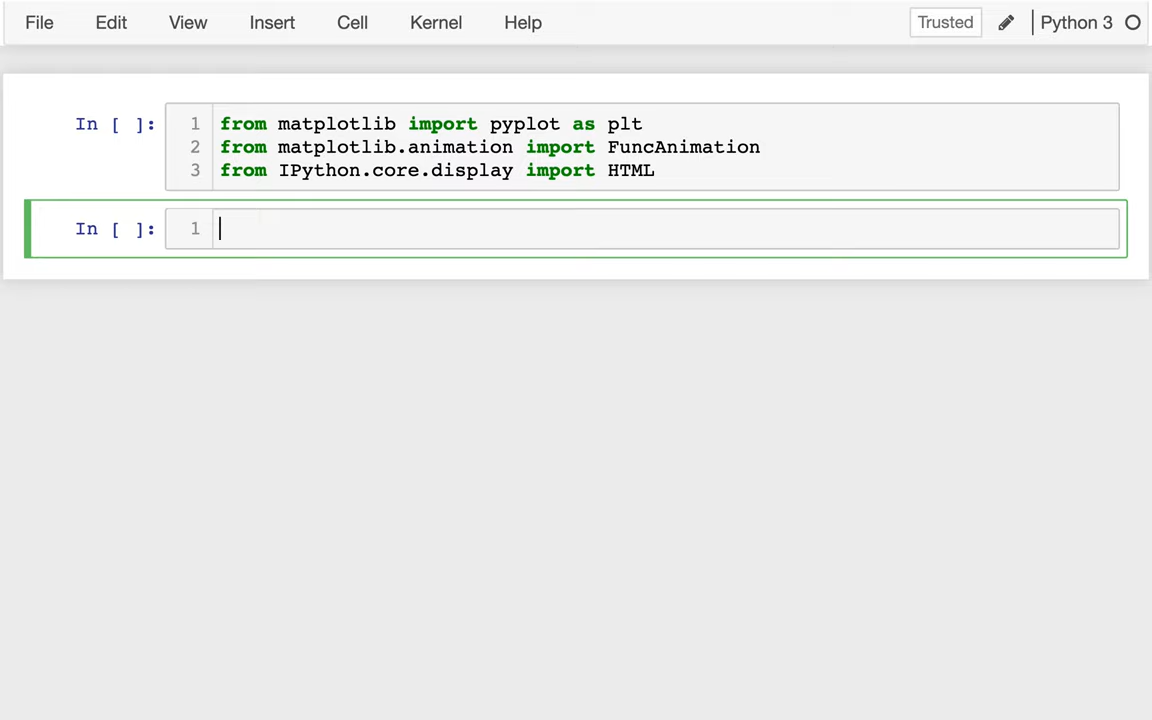 File Edit View Insert Cell Kernel Help Trusted Python 3
In [ ]: 1 from matplotlib import pyplot as plt
2 from matplotlib.animation import FuncAnimation
3 from IPython.core.display import HTML
In [ ]: 1